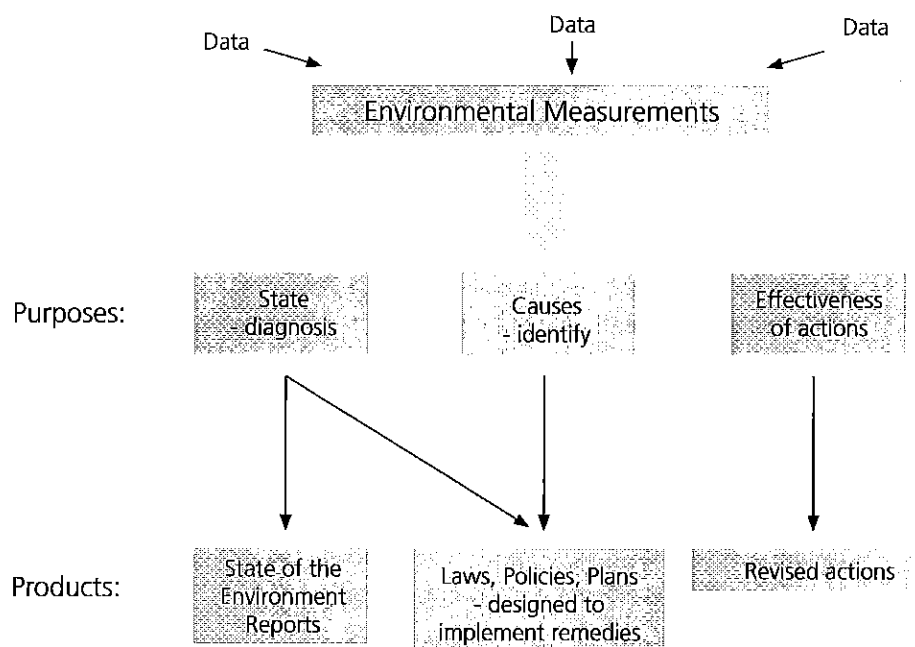 Data
Data
Data
Environmental Measurements
Purposes:
State
- diagnosis
Causes
- identify
Effectiveness
of actions
Products:
State of the
Environment
Reports
Laws, Policies, Plans
- designed to
implement remedies
Revised actions